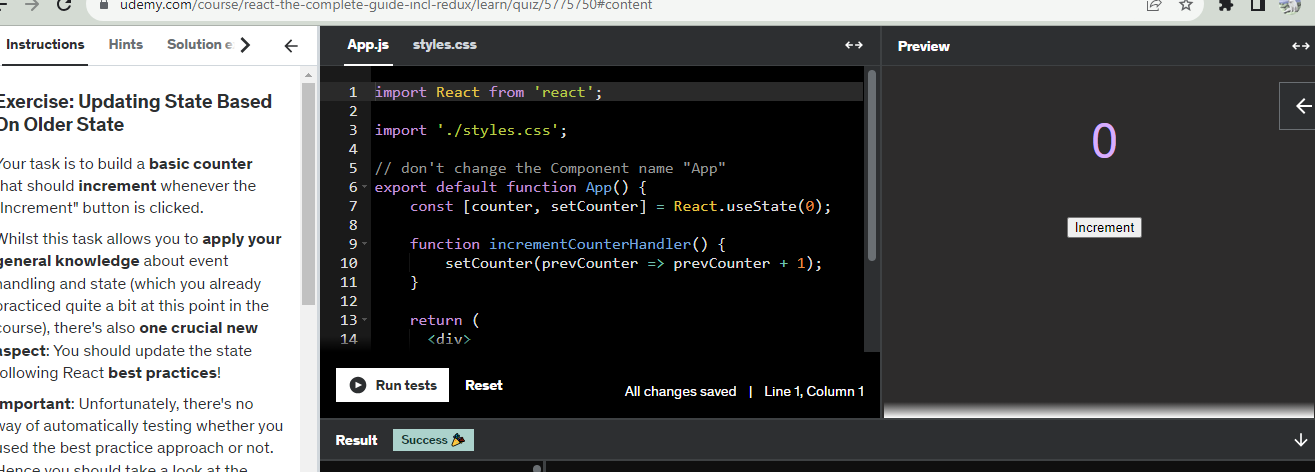 udemy.com/course/react-the-complete-guide-incl-redux/learn/quiz/5775750#content
Instructions Hints Solution e
Exercise: Updating State Based
On Older State
Your task is to build a basic counter
that should increment whenever the
"Increment" button is clicked.
Whilst this task allows you to apply your
general knowledge about event
handling and state (which you already
practiced quite a bit at this point in the
course), there's also one crucial new
aspect: You should update the state
following React best practices!
Important: Unfortunately, there's no
way of automatically testing whether you
used the best practice approach or not.
Hence you should take a look at the
App.js styles.css
1 import React from 'react';
2
3 import './styles.css';
4
5 // don't change the Component name "App"
6 export default function App() {
7 const [counter, setCounter] = React.useState(0);
8
9 function incrementCounterHandler() {
10 setCounter(prevCounter => prevCounter + 1);
11 }
12
13 return (
14 <div>
Run tests Reset All changes saved | Line 1, Column 1
Result Success
Preview
0
Increment